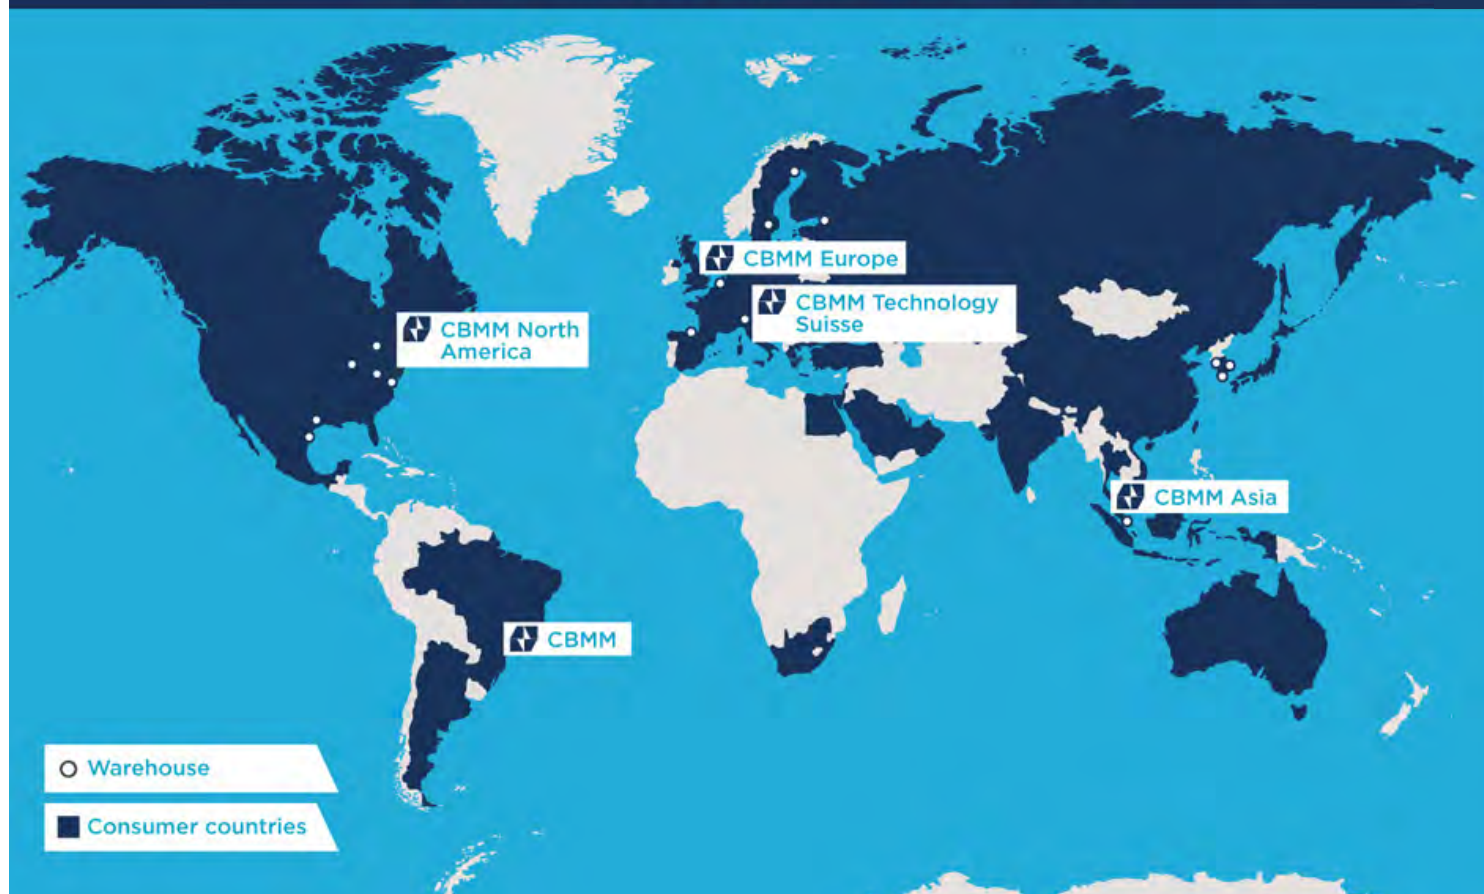 CBMM Europe
CBMM Technology
Suisse
CBMM North
America
CBMM Asia
CBMM
Warehouse
Consumer countries